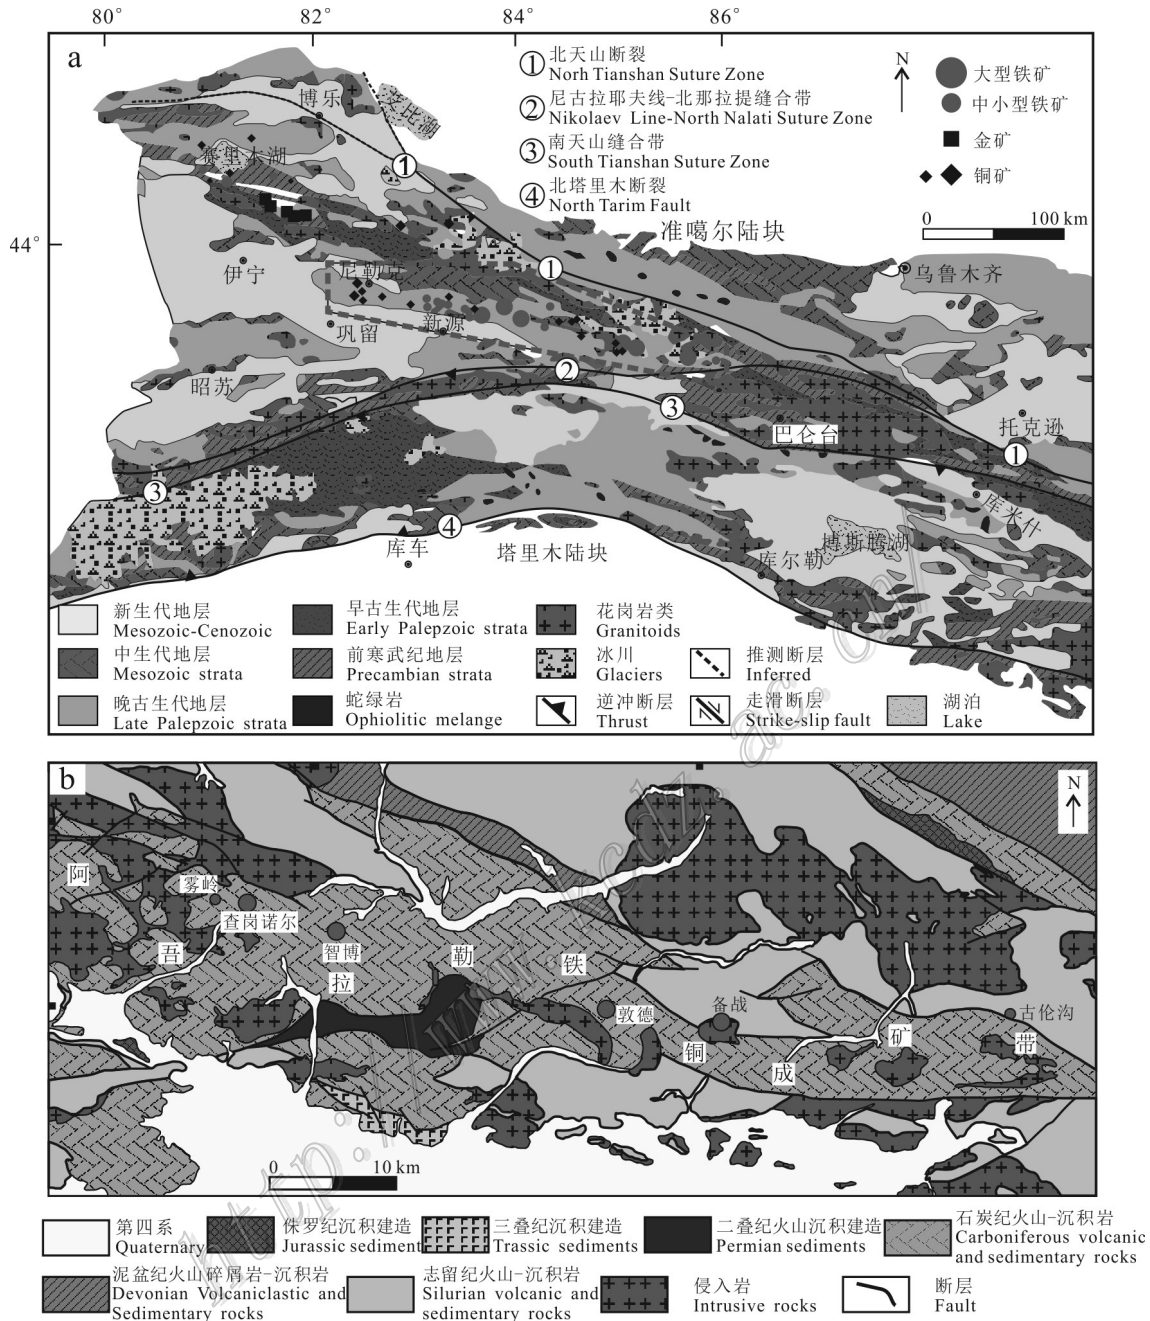 80°
82°
84°
86°
44°
a
①
北天山断裂
Norh Tianshan Suture Zone
②
尼古拉耶夫线-北那拉提缝合带
Nikolaev Line-North Nalati Suture Zone
③
南天山缝合带
South Tianshan Suture Zone
④
北塔里木断裂
North Tarim Fault
N
大型铁矿
中小型铁矿
金矿
铜矿
0
100 km
博乐
艾比湖
赛里木湖
①
准噶尔陆块
伊宁
尼勒克
①
乌鲁木齐
巩留
新源
昭苏
②
③
巴仑台
托克逊
①
③
库米什
④
库车
塔里木陆块
库尔勒
博斯腾湖
新生代地层
Mesozoic-Cenozoic
早古生代地层
Early Palepzoic strata
花岗岩类
Granitoids
中生代地层
Mesozoic strata
前寒武纪地层
Precambian strata
冰川
Glaciers
推测断层
Inferred
晚古生代地层
Late Palepzoic strata
蛇绿岩
Ophiolitic melange
逆冲断层
Thrust
走滑断层
Strike-slip fault
湖泊
Lake
b
N
阿
雾岭
查岗诺尔
吾
智博
拉
勒
铁
敦德
备战
铜
成
矿
古伦沟
带
0
10 km
第四系
Quaternary
侏罗纪沉积建造
Jurassic sediment
三叠纪沉积建造
Trassic sediments
二叠纪火山沉积建造
Permian sediments
石炭纪火山-沉积岩
Carboniferous volcanic
and sedimentary rocks
泥盆纪火山碎屑岩-沉积岩
Devonian Volcaniclastic and
Sedimentary rocks
志留纪火山-沉积岩
Silurian volcanic and
sedimentary rocks
侵入岩
Intrusive rocks
断层
Fault